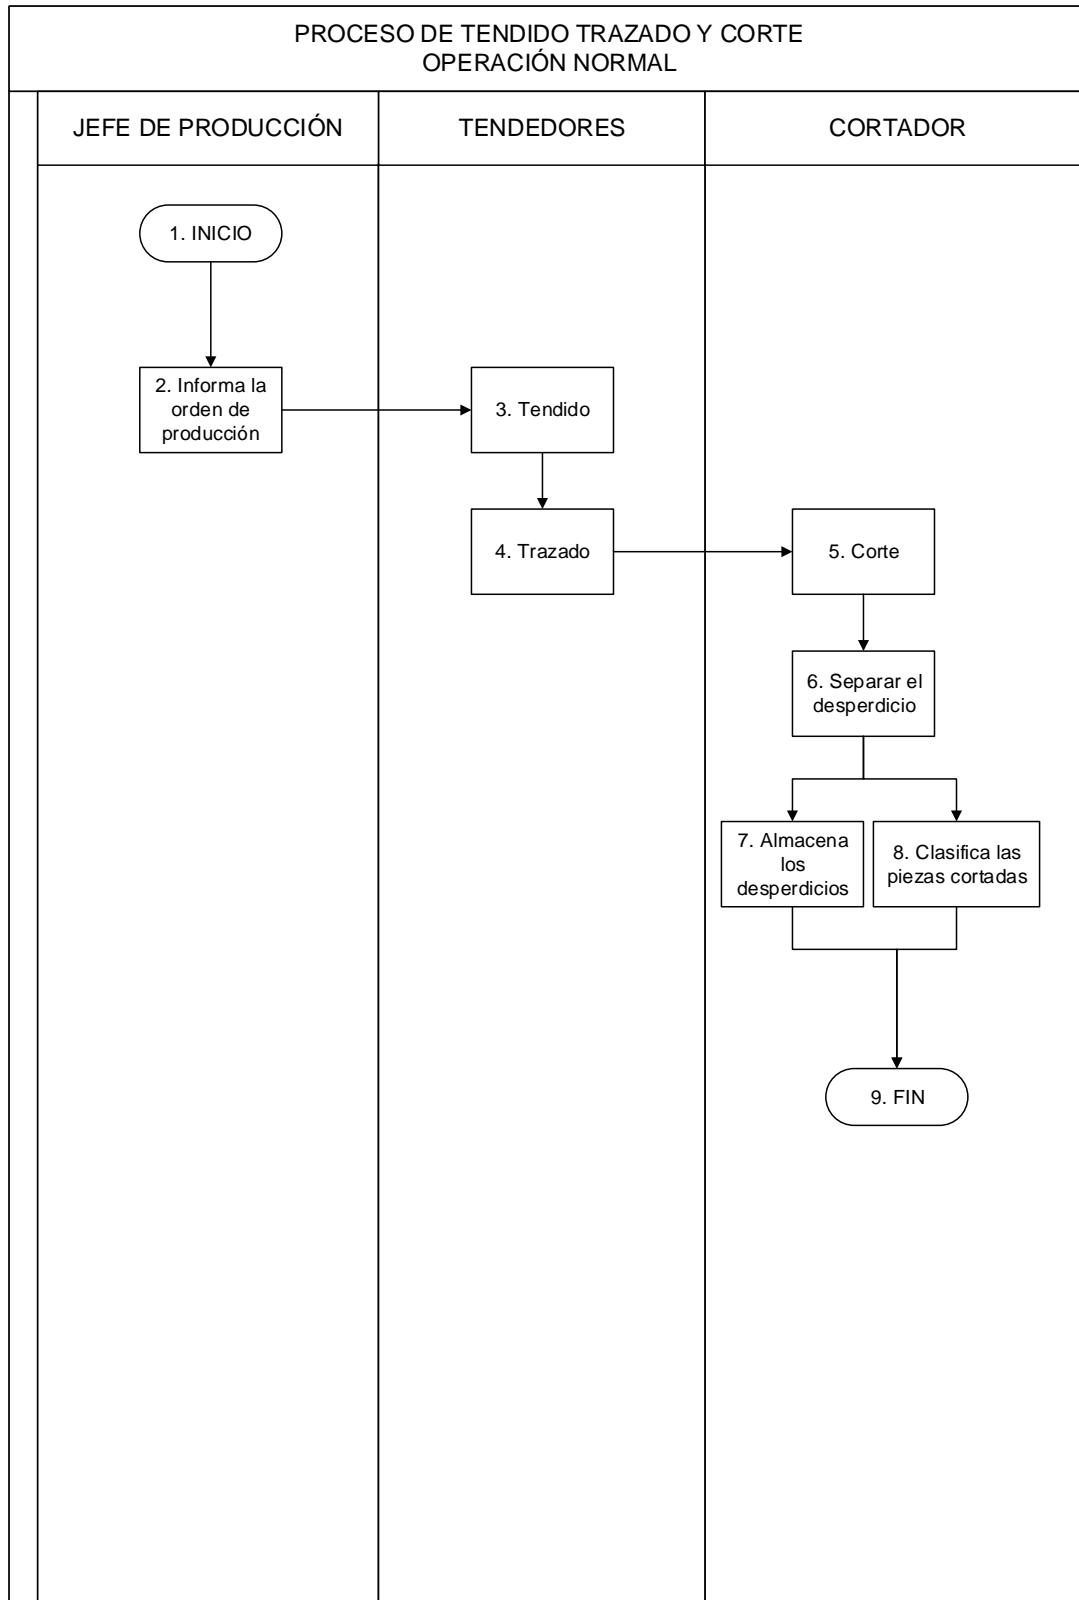 PROCESO DE TENDIDO TRAZADO Y CORTE
OPERACIÓN NORMAL
JEFE DE PRODUCCIÓN
TENDEDORES
CORTADOR
1. INICIO
2. Informa la
orden de
producción
3. Tendido
4. Trazado
5. Corte
6. Separar el
desperdicio
7. Almacena
los
desperdicios
8. Clasifica las
piezas cortadas
9. FIN